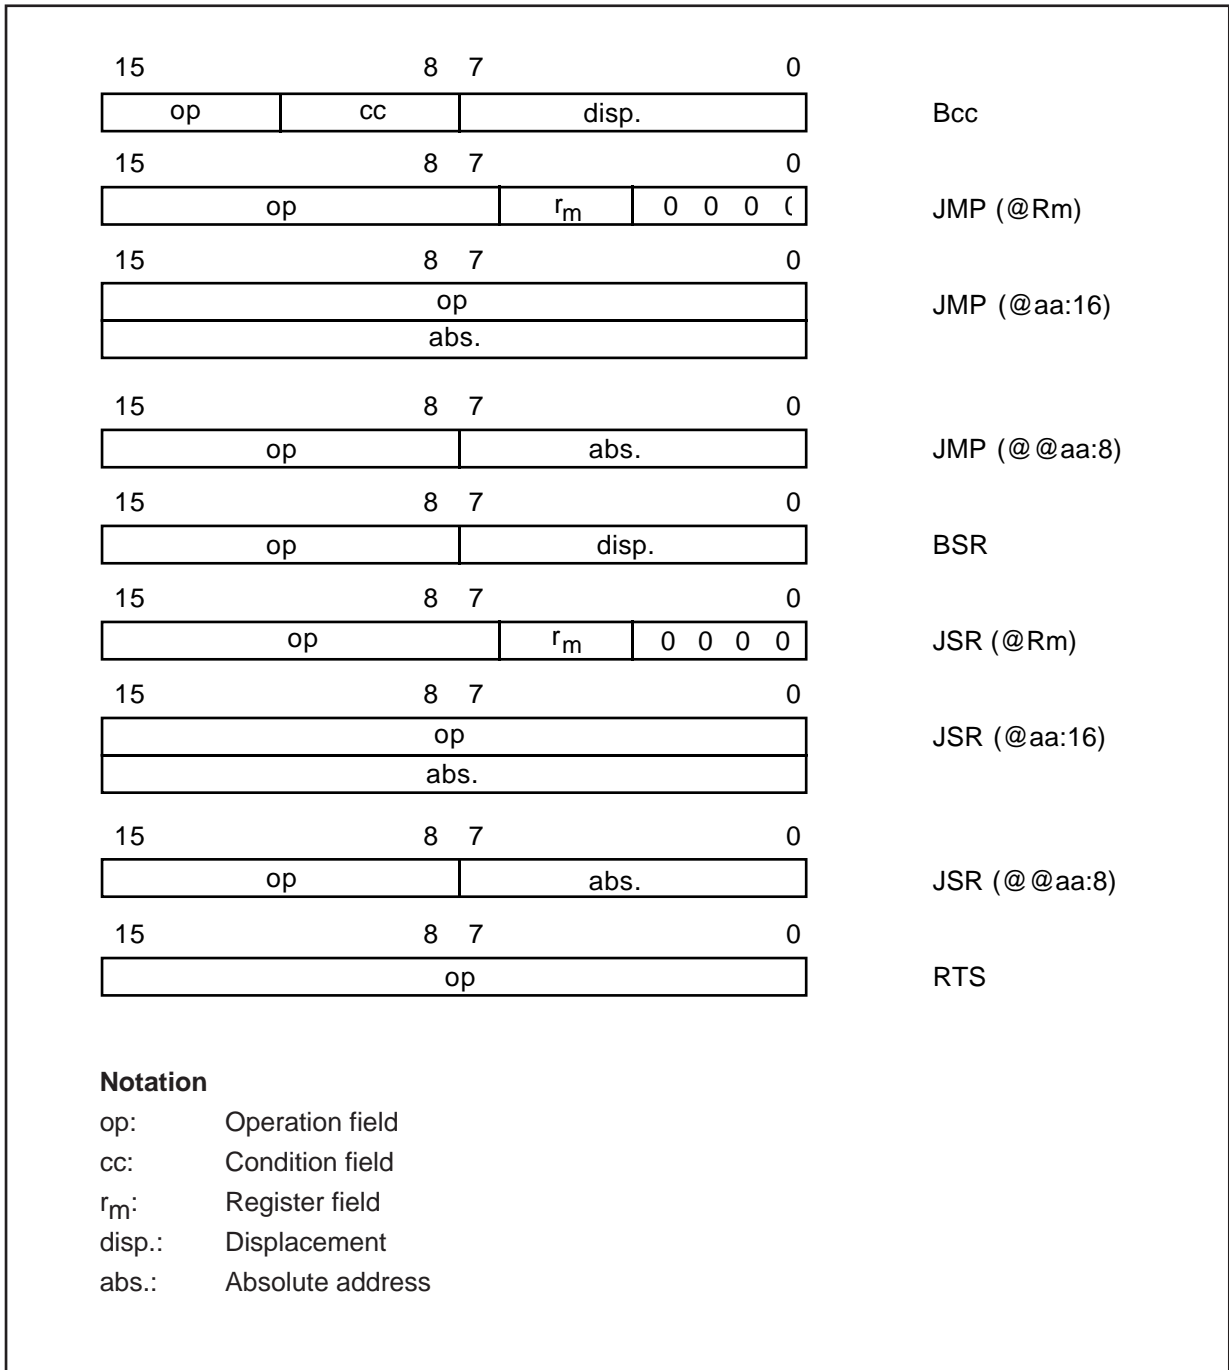 15 8 7 0
op cc disp. Bcc
15 8 7 0
op rm 0 0 0 0 JMP (@Rm)
15 8 7 0
op JMP (@aa:16)
abs.
15 8 7 0
op abs. JMP (@@aa:8)
15 8 7 0
op disp. BSR
15 8 7 0
op rm 0 0 0 0 JSR (@Rm)
15 8 7 0
op JSR (@aa:16)
abs.
15 8 7 0
op abs. JSR (@@aa:8)
15 8 7 0
op RTS
Notation
op: Operation field
cc: Condition field
rm: Register field
disp.: Displacement
abs.: Absolute address